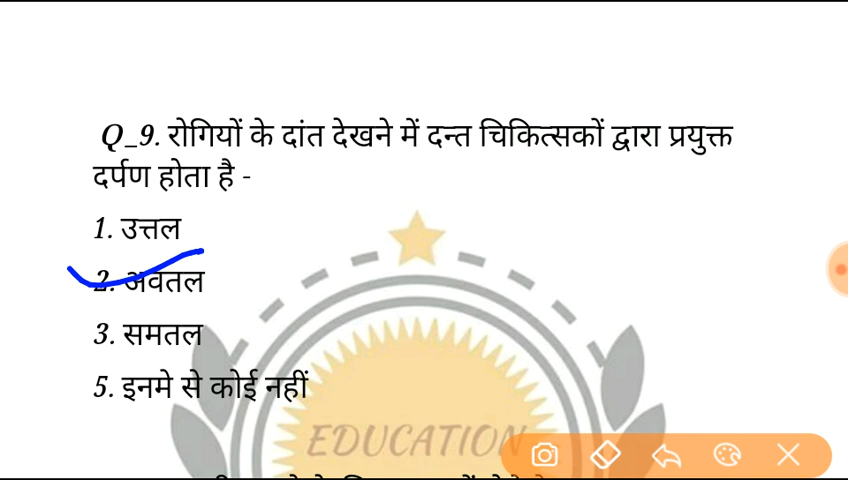 Q_9. रोगियों के दांत देखने में दन्त चिकित्सकों द्वारा प्रयुक्त
दर्पण होता है -
1. उत्तल
2. अवतल
3. समतल
5. इनमे से कोई नहीं
EDUCATION